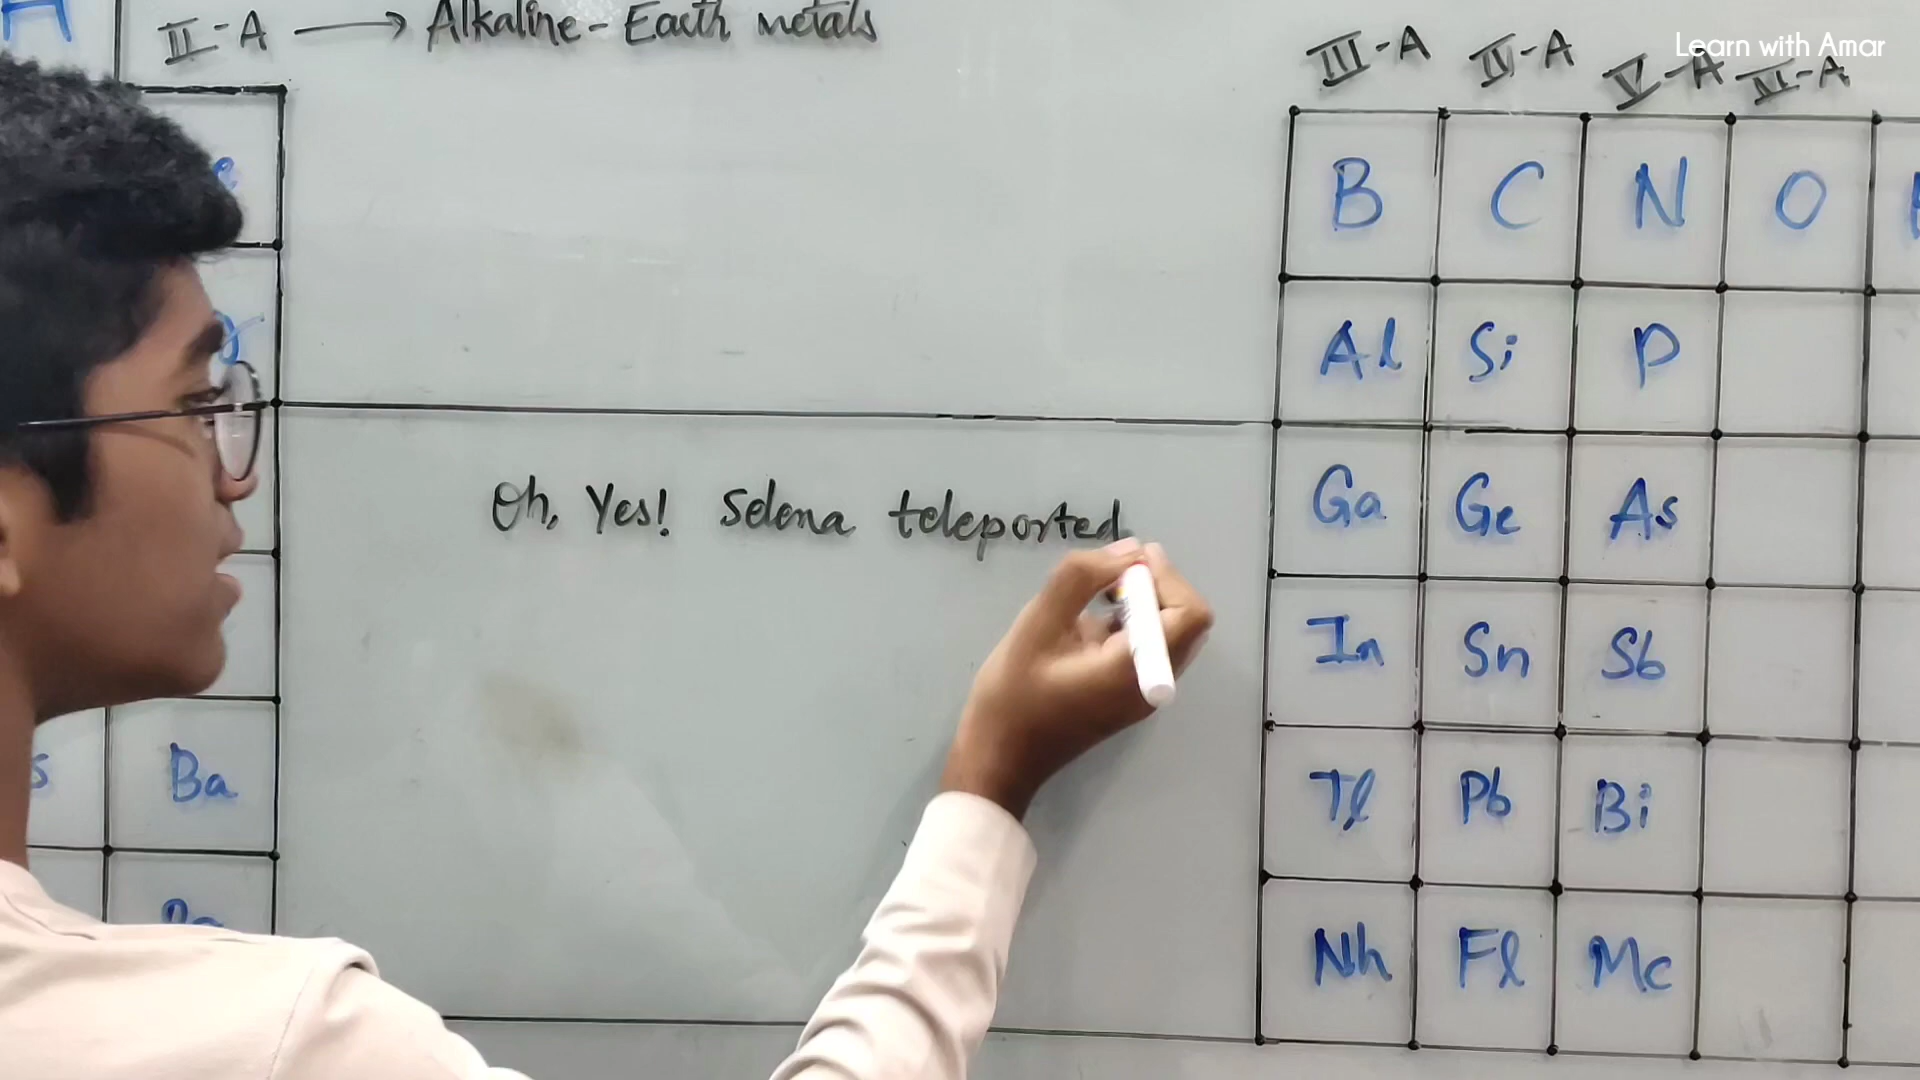 II-A → Alkaline-Earth metals
Learn with Amar
III-A IV-A V-A VI-A
B C N O
Al Si P
Oh, Yes! Selena teleported
Ga Ge As
In Sn Sb
Ba
Tl Pb Bi
Nh Fl Mc